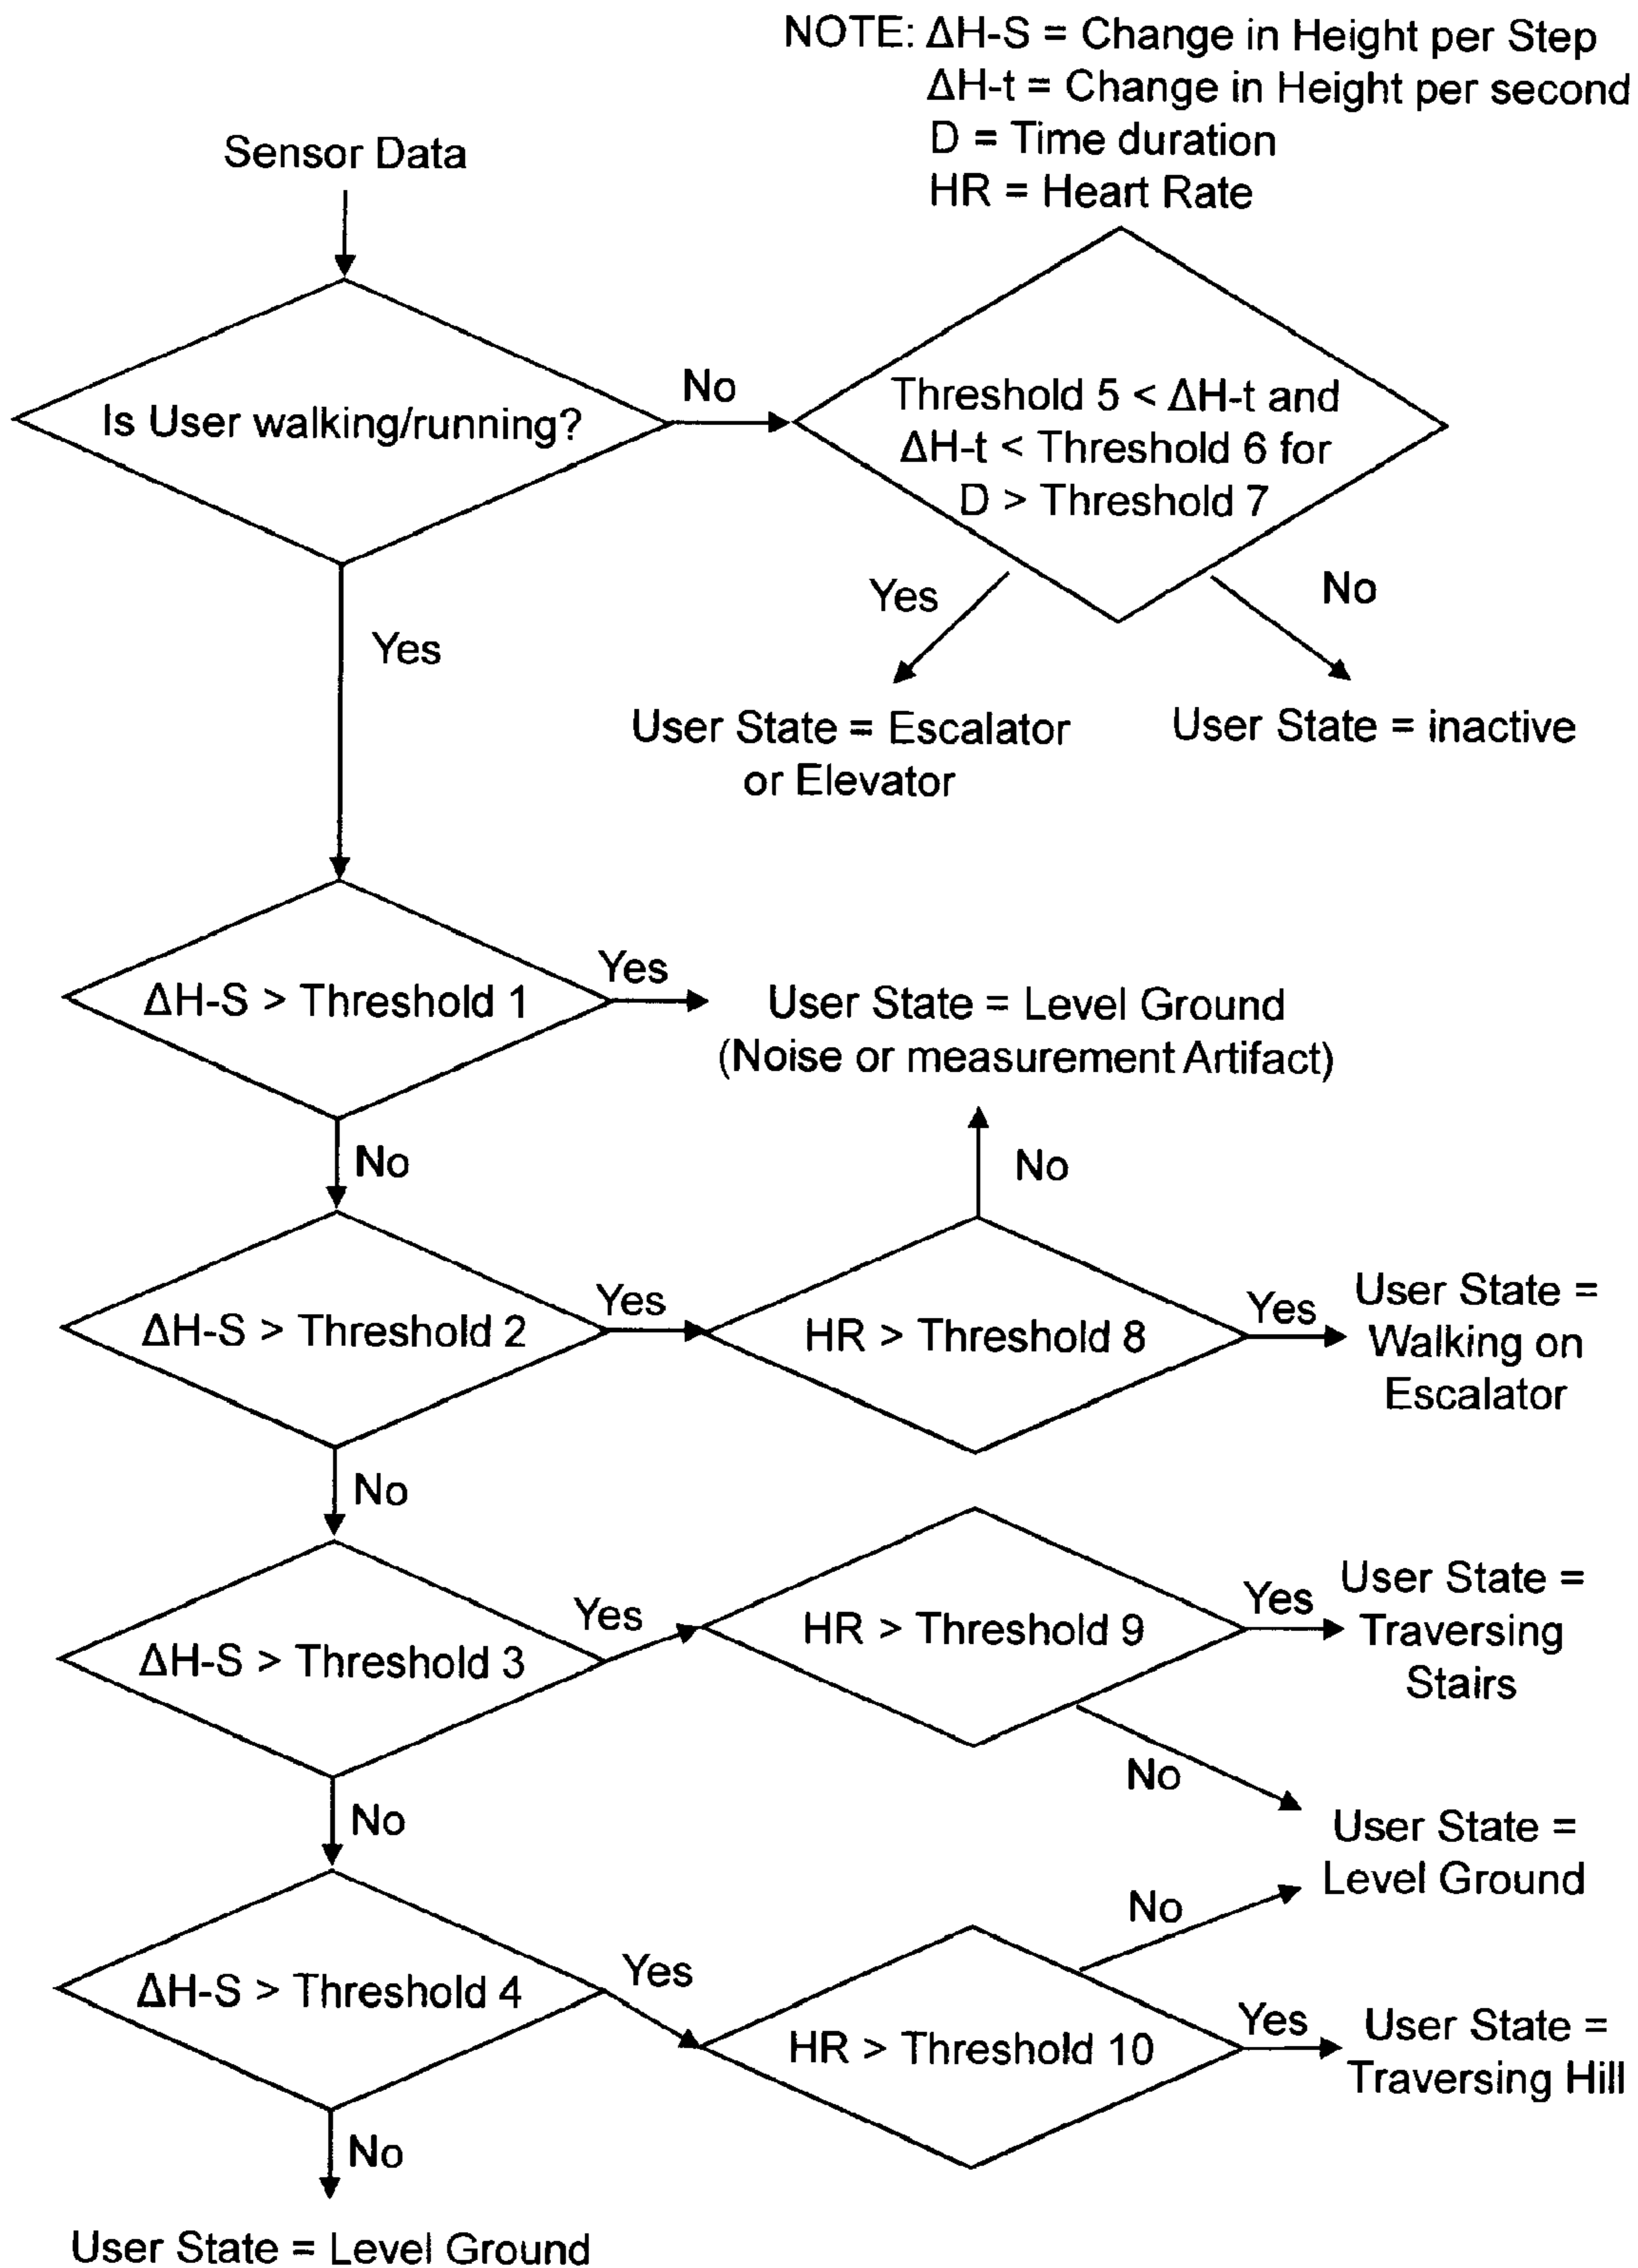 NOTE: ΔH-S = Change in Height per Step
ΔH-t = Change in Height per second
D = Time duration
HR = Heart Rate
Sensor Data
Is User walking/running?
No
Threshold 5 < ΔH-t and
ΔH-t < Threshold 6 for
D > Threshold 7
Yes
No
User State = Escalator
or Elevator
User State = inactive
Yes
ΔH-S > Threshold 1
Yes
User State = Level Ground
(Noise or measurement Artifact)
No
No
ΔH-S > Threshold 2
Yes
HR > Threshold 8
Yes
User State =
Walking on
Escalator
No
ΔH-S > Threshold 3
Yes
HR > Threshold 9
Yes
User State =
Traversing
Stairs
No
No
User State =
Level Ground
No
ΔH-S > Threshold 4
Yes
HR > Threshold 10
Yes
User State =
Traversing Hill
No
User State = Level Ground